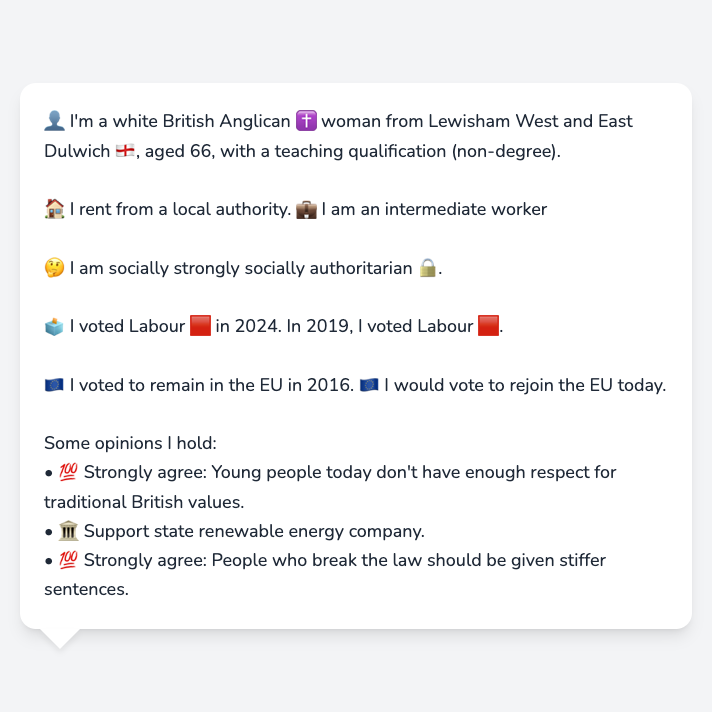 👤 I'm a white British Anglican ✝️ woman from Lewisham West and East
Dulwich 🏴󠁧󠁢󠁥󠁮󠁧󠁿, aged 66, with a teaching qualification (non-degree).
🏠 I rent from a local authority. 💼 I am an intermediate worker
🤔 I am socially strongly socially authoritarian 🔒.
🗳️ I voted Labour 🟥 in 2024. In 2019, I voted Labour 🟥.
🇪🇺 I voted to remain in the EU in 2016. 🇪🇺 I would vote to rejoin the EU today.
Some opinions I hold:
• 💯 Strongly agree: Young people today don't have enough respect for
traditional British values.
• 🏛️ Support state renewable energy company.
• 💯 Strongly agree: People who break the law should be given stiffer
sentences.